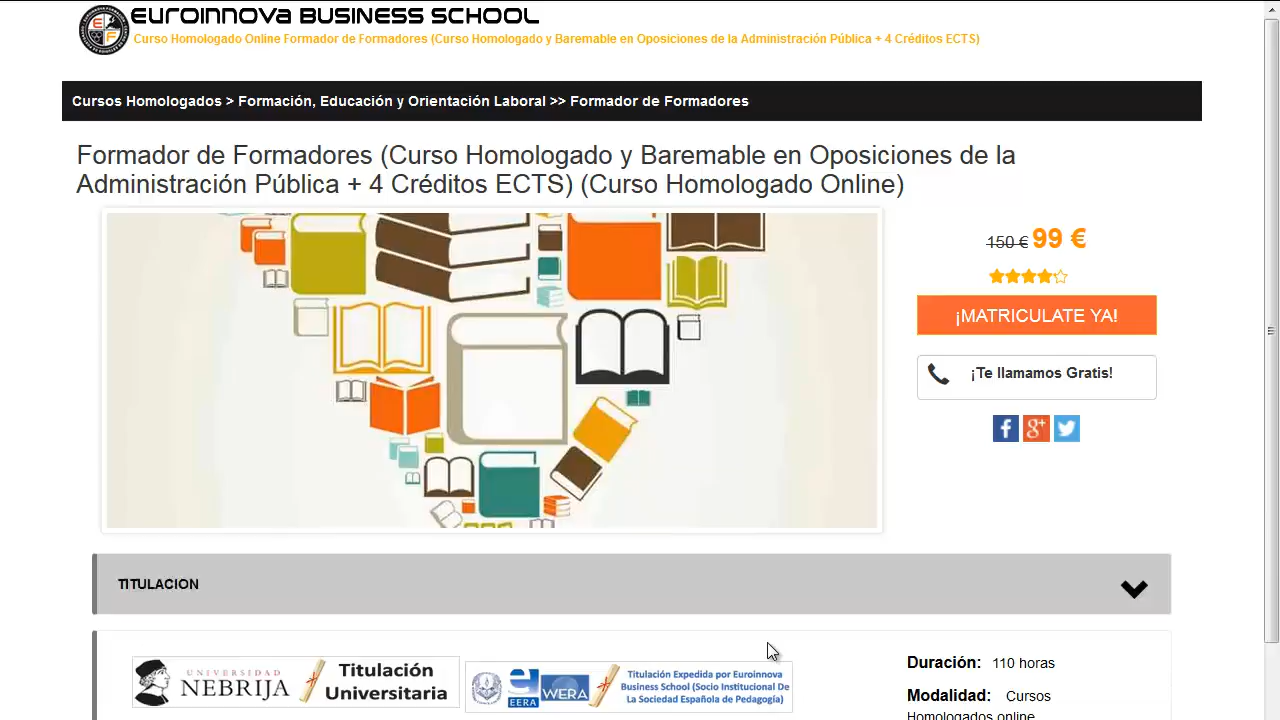 Euroinnova BUSINESS SCHOOL
Curso Homologado Online Formador de Formadores (Curso Homologado y Baremable en Oposiciones de la Administración Pública + 4 Créditos ECTS)
Cursos Homologados > Formación, Educación y Orientación Laboral >> Formador de Formadores
Formador de Formadores (Curso Homologado y Baremable en Oposiciones de la
Administración Pública + 4 Créditos ECTS) (Curso Homologado Online)
150 € 99 €
¡MATRICULATE YA!
¡Te llamamos Gratis!
TITULACION
UNIVERSIDAD
NEBRIJA
Titulación
Universitaria
EERA
WERA
Titulación Expedida por Euroinnova
Business School (Socio Institucional De
La Sociedad Española de Pedagogía)
Duración: 110 horas
Modalidad: Cursos
Homologados online